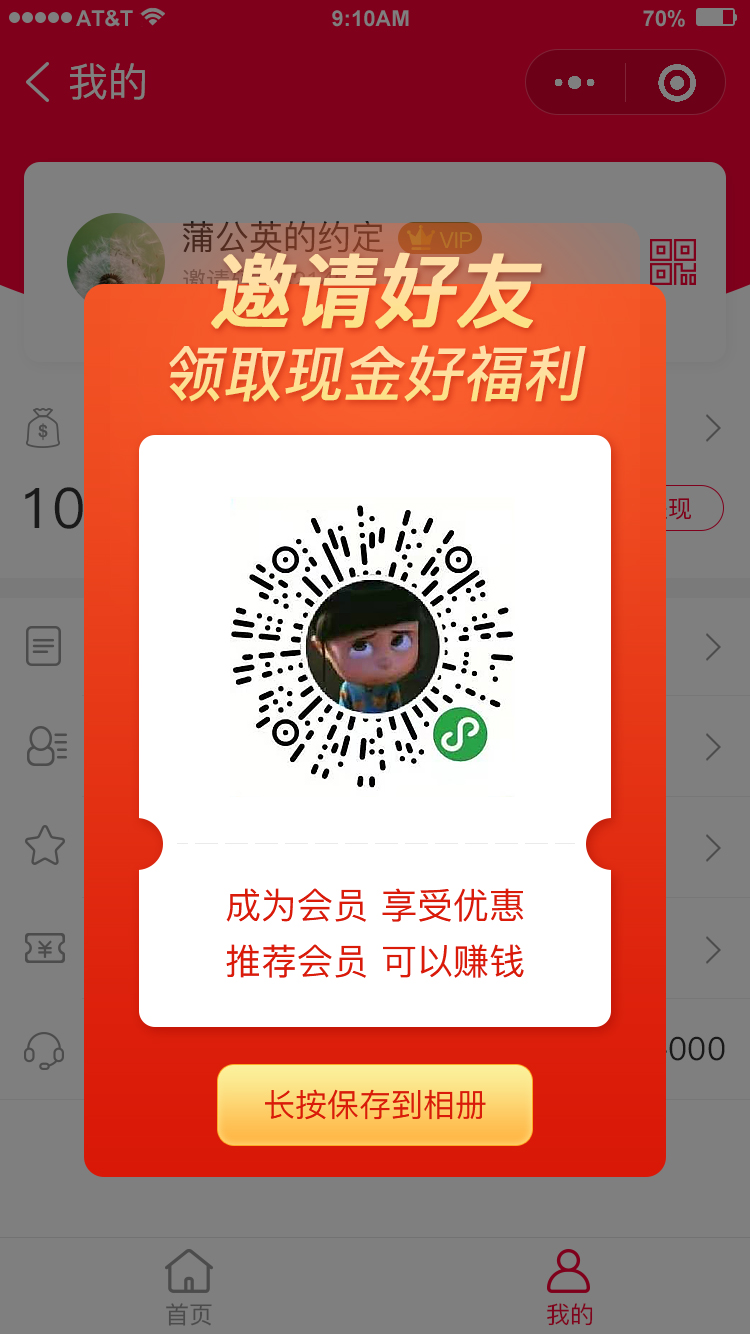 AT&T 9:10AM 70%
我的
蒲公英的约定 VIP
邀请好友
领取现金好福利
$
10
现
成为会员 享受优惠
推荐会员 可以赚钱
¥
000
长按保存到相册
首页 我的